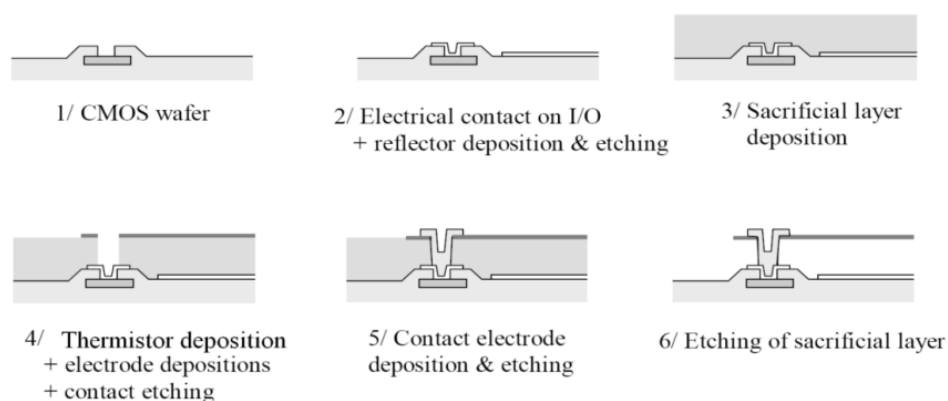 1/ CMOS wafer
2/ Electrical contact on I/O
+ reflector deposition & etching
3/ Sacrificial layer
deposition
4/ Thermistor deposition
+ electrode depositions
+ contact etching
5/ Contact electrode
deposition & etching
6/ Etching of sacrificial layer